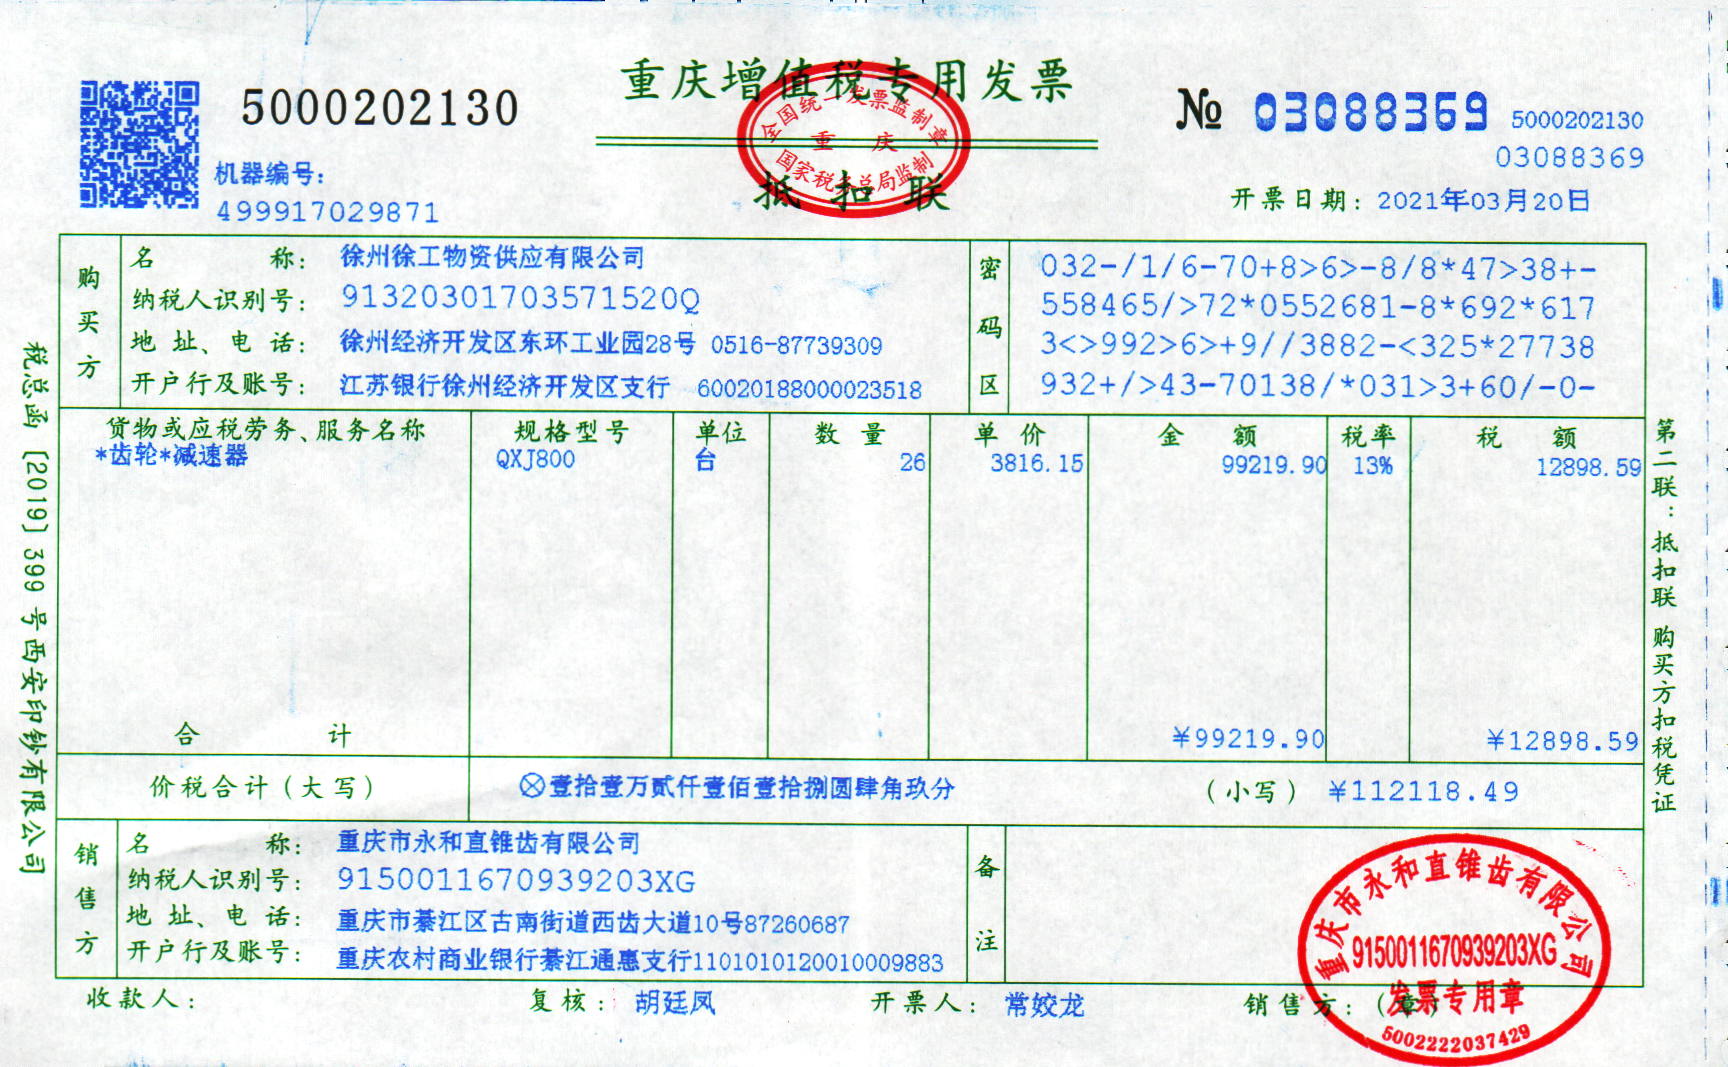 重庆增值税专用发票
5000202130
№ 03088369
5000202130
03088369
全国统一发票监制章
重庆
国家税务总局监制
抵扣联
机器编号:
499917029871
开票日期: 2021年03月20日
购买方
名称: 徐州徐工物资供应有限公司
纳税人识别号: 91320301703571520Q
地址、电话: 徐州经济开发区东环工业园28号 0516-87739309
开户行及账号: 江苏银行徐州经济开发区支行 60020188000023518
密码区
032-/1/6-70+8>6>-8/8*47>38+-
558465/>72*0552681-8*692*617
3<>992>6>+9//3882-<325*27738
932+/>43-70138/*031>3+60/-0-
货物或应税劳务、服务名称 规格型号 单位 数量 单价 金额 税率 税额
*齿轮*减速器 QXJ800 台 26 3816.15 99219.90 13% 12898.59
合计 ¥99219.90 ¥12898.59
价税合计(大写) ⊗壹拾壹万贰仟壹佰壹拾捌圆肆角玖分 (小写) ¥112118.49
销售方
名称: 重庆市永和直锥齿有限公司
纳税人识别号: 9150011670939203XG
地址、电话: 重庆市綦江区古南街道西齿大道10号87260687
开户行及账号: 重庆农村商业银行綦江通惠支行1101010120010009883
备注
收款人: 复核: 胡廷凤 开票人: 常姣龙 销售方: (章)
重庆市永和直锥齿有限公司
9150011670939203XG
发票专用章
5002222037429
税总函[2019]399号西安印钞有限公司
第二联:抵扣联 购买方扣税凭证